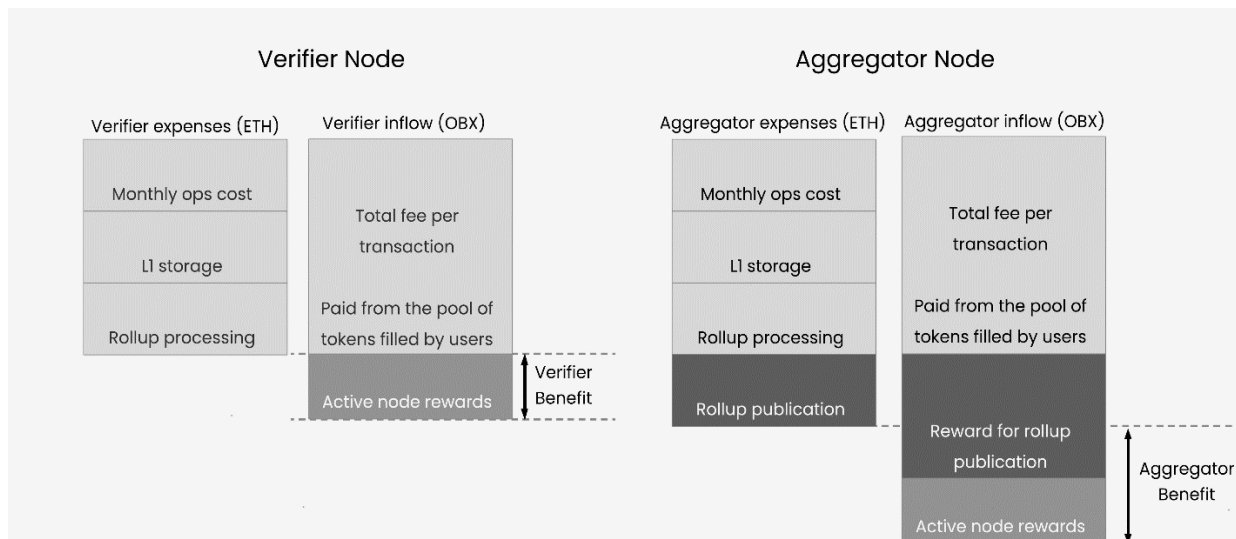 Verifier Node
Verifier expenses (ETH)
Verifier inflow (OBX)
Monthly ops cost
L1 storage
Rollup processing
Total fee per
transaction
Paid from the pool of
tokens filled by users
Active node rewards
Verifier
Benefit
Aggregator Node
Aggregator expenses (ETH)
Aggregator inflow (OBX)
Monthly ops cost
L1 storage
Rollup processing
Rollup publication
Total fee per
transaction
Paid from the pool of
tokens filled by users
Reward for rollup
publication
Active node rewards
Aggregator
Benefit